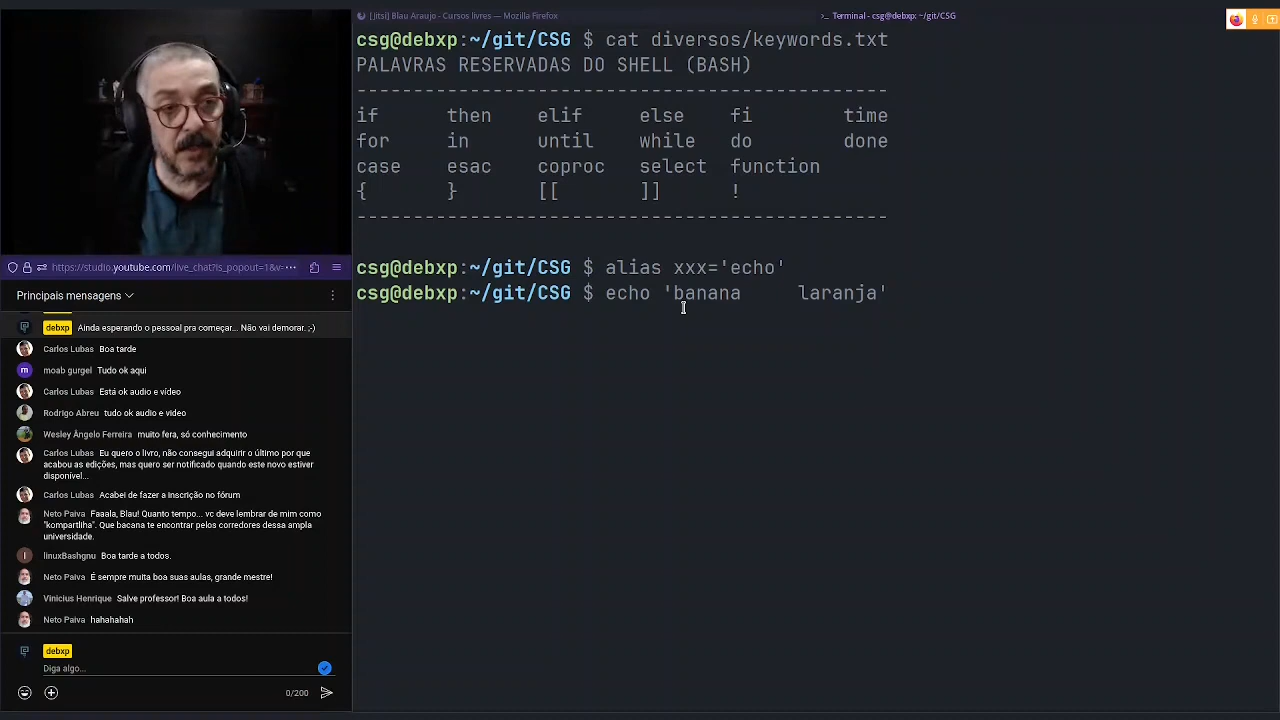 [Jitsi] Blau Araujo - Cursos livres — Mozilla Firefox
>_ Terminal - csg@debxp: ~/git/CSG
csg@debxp:~/git/CSG $ cat diversos/keywords.txt
PALAVRAS RESERVADAS DO SHELL (BASH)
-----------------------------------------------
if then elif else fi time
for in until while do done
case esac coproc select function
{ } [[ ]] !
-----------------------------------------------
csg@debxp:~/git/CSG $ alias xxx='echo'
csg@debxp:~/git/CSG $ echo 'banana     laranja'
https://studio.youtube.com/live_chat?is_popout=1&v=···
Principais mensagens
debxp Ainda esperando o pessoal pra começar... Não vai demorar. ;-)
Carlos Lubas Boa tarde
moab gurgel Tudo ok aqui
Carlos Lubas Está ok audio e vídeo
Rodrigo Abreu tudo ok audio e video
Wesley Ângelo Ferreira muito fera, só conhecimento
Carlos Lubas Eu quero o livro, não consegui adquirir o último por que
acabou as edições, mas quero ser notificado quando este novo estiver
disponível...
Carlos Lubas Acabei de fazer a inscrição no fórum
Neto Paiva Faaala, Blau! Quanto tempo... vc deve lembrar de mim como
"kompartliha". Que bacana te encontrar pelos corredores dessa ampla
universidade.
linuxBashgnu Boa tarde a todos.
Neto Paiva É sempre muita boa suas aulas, grande mestre!
Vinicius Henrique Salve professor! Boa aula a todos!
Neto Paiva hahahahah
debxp
Diga algo...
0/200